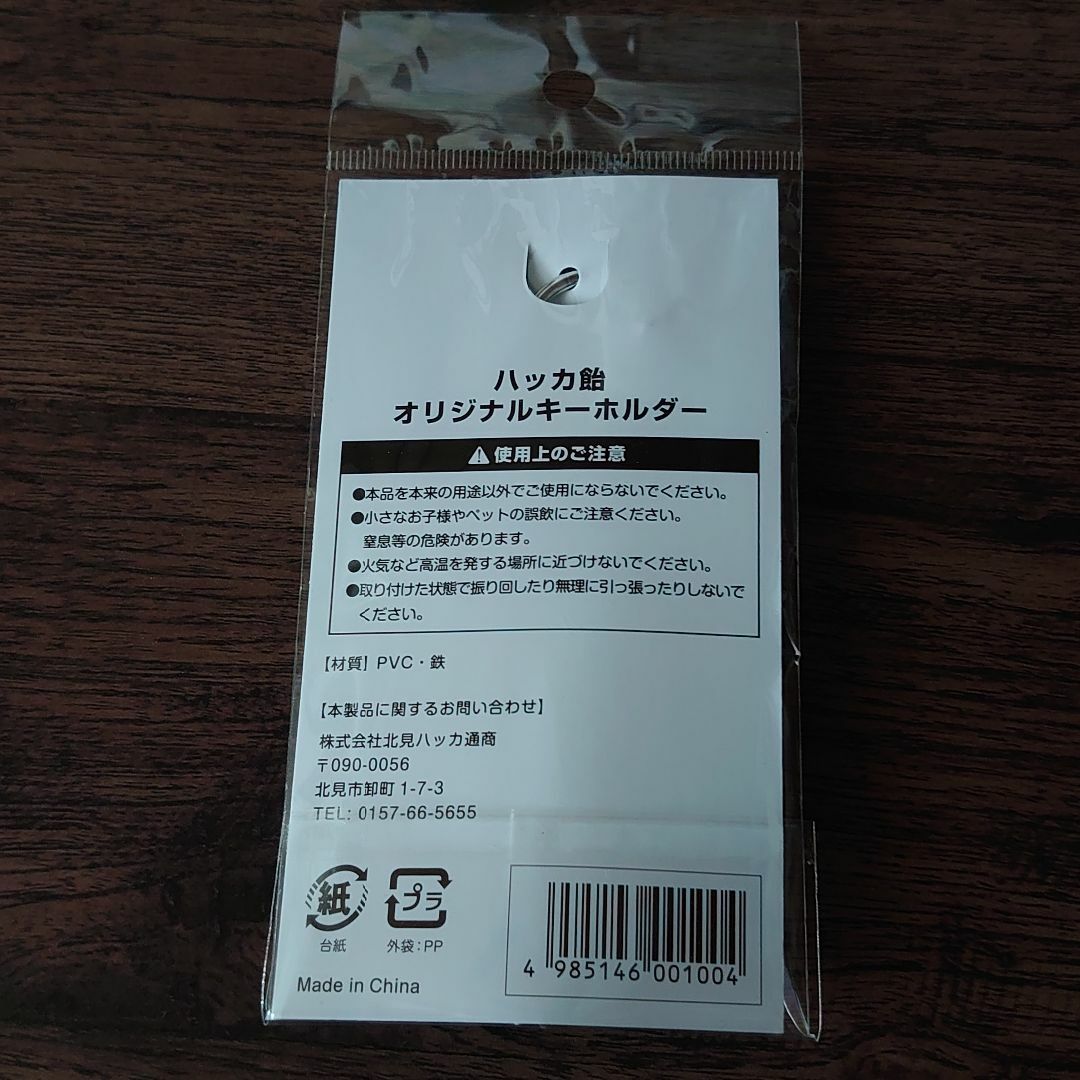 ハッカ飴
オリジナルキーホルダー
使用上のご注意
●本品を本来の用途以外でご使用にならないでください。
●小さなお子様やペットの誤飲にご注意ください。
窒息等の危険があります。
●火気など高温を発する場所に近づけないでください。
●取り付けた状態で振り回したり無理に引っ張ったりしないで
ください。
【材質】PVC・鉄
【本製品に関するお問い合わせ】
株式会社北見ハッカ通商
〒090-0056
北見市卸町1-7-3
TEL: 0157-66-5655
紙
台紙
プラ
外袋:PP
Made in China
4 985146 001004